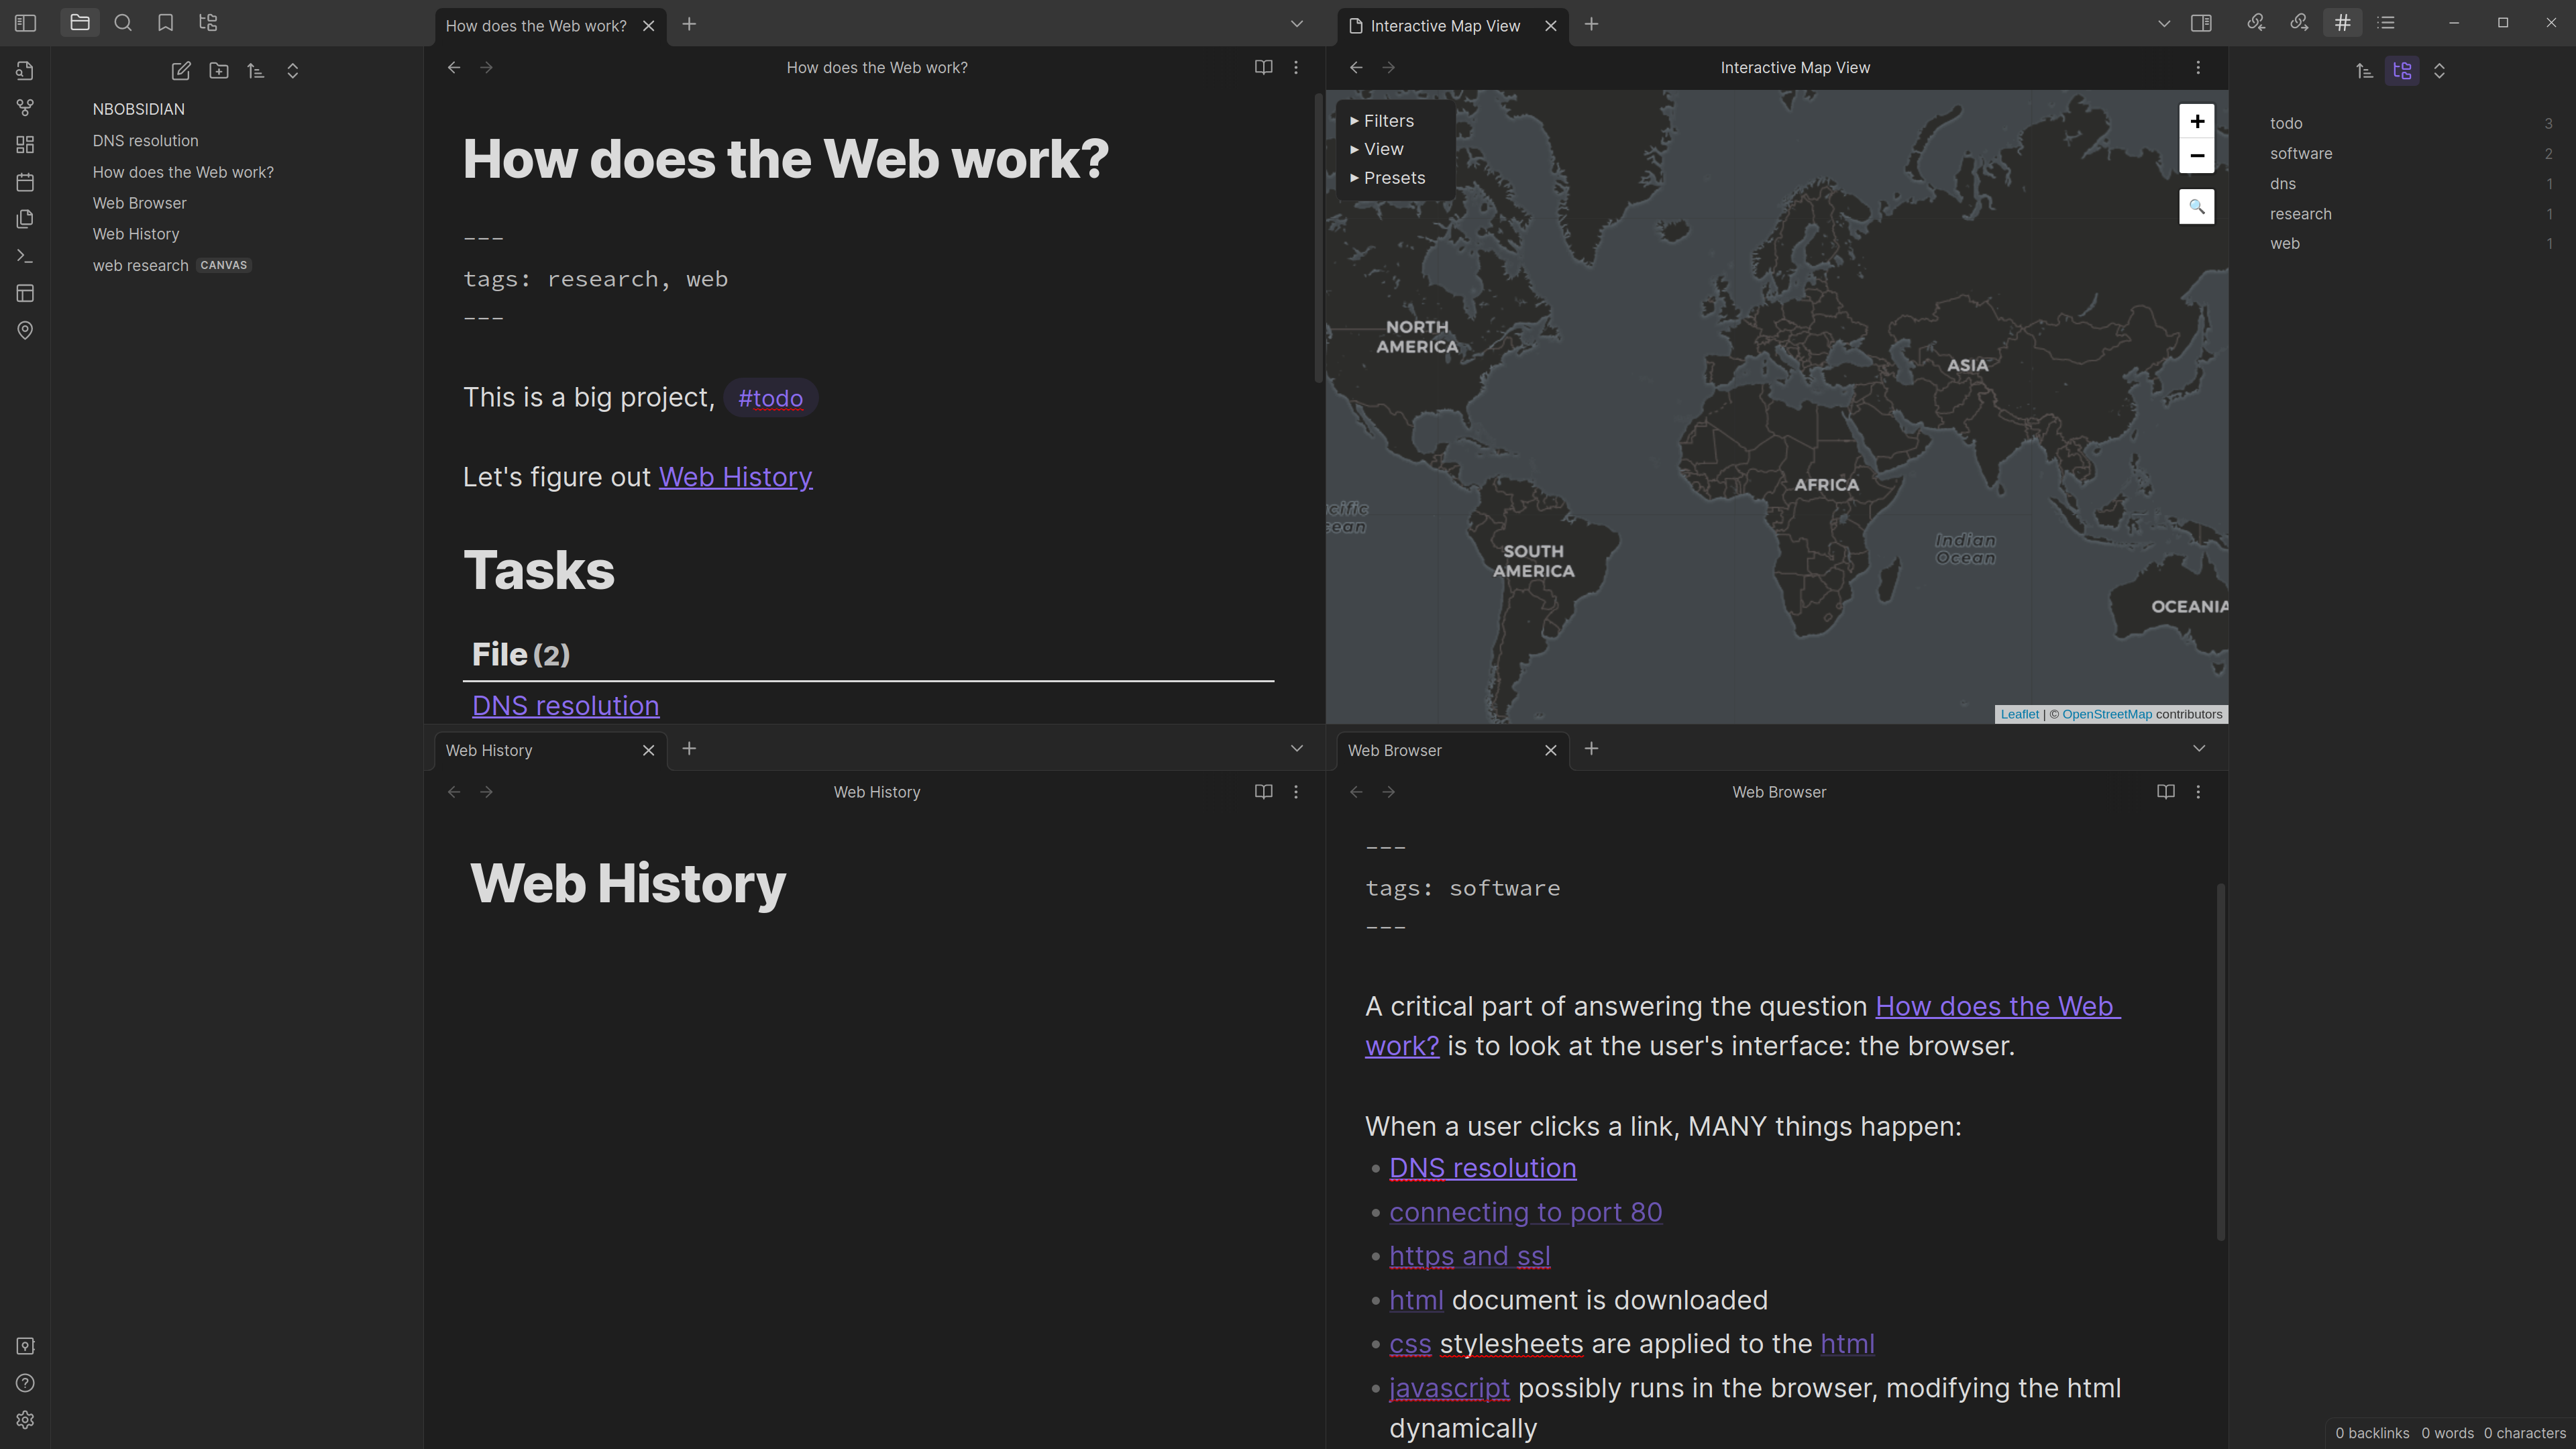 How does the Web work?
Interactive Map View
NBOBSIDIAN
DNS resolution
How does the Web work?
Web Browser
Web History
web research CANVAS
How does the Web work?
How does the Web work?
---
tags: research, web
---
This is a big project, #todo
Let's figure out Web History
Tasks
File (2)
DNS resolution
Interactive Map View
Filters
View
Presets
+
−
NORTH
AMERICA
ASIA
AFRICA
cific
cean
Indian
Ocean
SOUTH
AMERICA
OCEANIA
Leaflet | © OpenStreetMap contributors
todo 3
software 2
dns 1
research 1
web 1
Web History
Web History
Web History
Web Browser
Web Browser
---
tags: software
---
A critical part of answering the question How does the Web
work? is to look at the user's interface: the browser.
When a user clicks a link, MANY things happen:
• DNS resolution
• connecting to port 80
• https and ssl
• html document is downloaded
• css stylesheets are applied to the html
• javascript possibly runs in the browser, modifying the html
dynamically
0 backlinks 0 words 0 characters